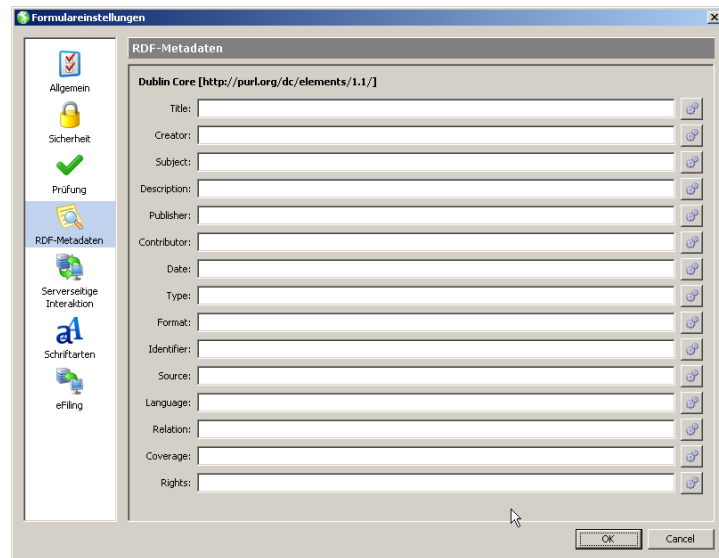 Formulareinstellungen
Allgemein
Sicherheit
Prüfung
RDF-Metadaten
Serverseitige
Interaktion
Schriftarten
eFiling
RDF-Metadaten
Dublin Core [http://purl.org/dc/elements/1.1/]
Title:
Creator:
Subject:
Description:
Publisher:
Contributor:
Date:
Type:
Format:
Identifier:
Source:
Language:
Relation:
Coverage:
Rights:
OK
Cancel